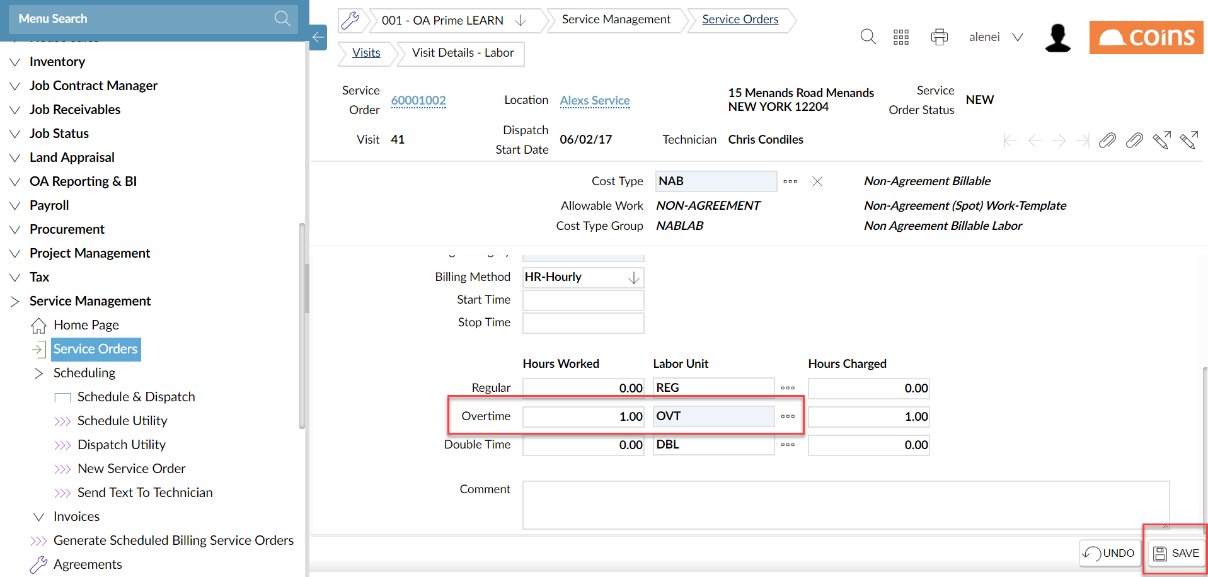 Menu Search
Inventory
Job Contract Manager
Job Receivables
Job Status
Land Appraisal
OA Reporting & BI
Payroll
Procurement
Project Management
Tax
Service Management
Home Page
Service Orders
Scheduling
Schedule & Dispatch
Schedule Utility
Dispatch Utility
New Service Order
Send Text To Technician
Invoices
Generate Scheduled Billing Service Orders
Agreements
001 - OA Prime LEARN
Service Management
Service Orders
Visits
Visit Details - Labor
alenei
coins
Service Order 60001002
Location Alexs Service
15 Menands Road Menands
NEW YORK 12204
Service Order Status NEW
Visit 41
Dispatch Start Date 06/02/17
Technician Chris Condiles
Cost Type NAB Non-Agreement Billable
Allowable Work NON-AGREEMENT Non-Agreement (Spot) Work-Template
Cost Type Group NABLAB Non Agreement Billable Labor
Billing Method HR-Hourly
Start Time
Stop Time
Hours Worked Labor Unit Hours Charged
Regular 0.00 REG 0.00
Overtime 1.00 OVT 1.00
Double Time 0.00 DBL 0.00
Comment
UNDO SAVE